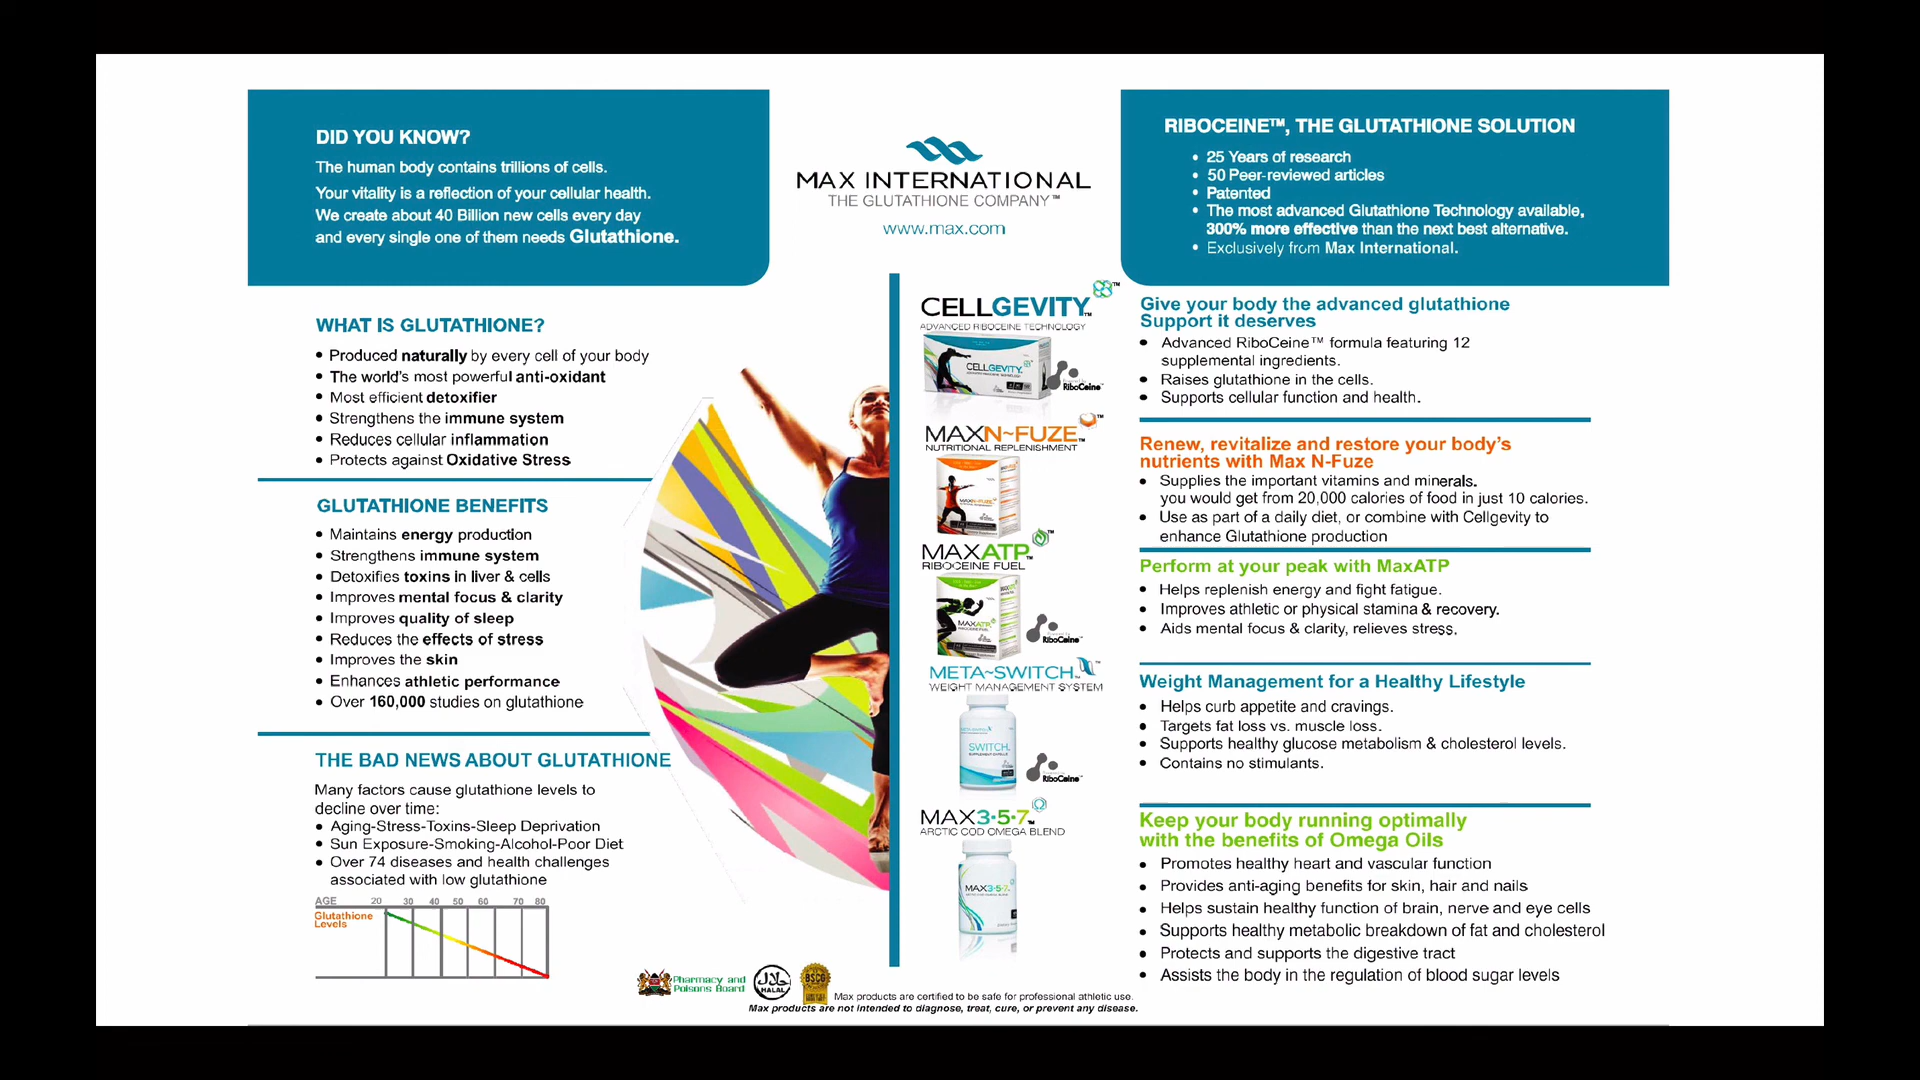 DID YOU KNOW?
The human body contains trillions of cells.
Your vitality is a reflection of your cellular health.
We create about 40 Billion new cells every day
and every single one of them needs Glutathione.
WHAT IS GLUTATHIONE?
• Produced naturally by every cell of your body
• The world's most powerful anti-oxidant
• Most efficient detoxifier
• Strengthens the immune system
• Reduces cellular inflammation
• Protects against Oxidative Stress
GLUTATHIONE BENEFITS
• Maintains energy production
• Strengthens immune system
• Detoxifies toxins in liver & cells
• Improves mental focus & clarity
• Improves quality of sleep
• Reduces the effects of stress
• Improves the skin
• Enhances athletic performance
• Over 160,000 studies on glutathione
THE BAD NEWS ABOUT GLUTATHIONE
Many factors cause glutathione levels to
decline over time:
• Aging-Stress-Toxins-Sleep Deprivation
• Sun Exposure-Smoking-Alcohol-Poor Diet
• Over 74 diseases and health challenges
associated with low glutathione
AGE 20 30 40 50 60 70 80
Glutathione
Levels
MAX INTERNATIONAL
THE GLUTATHIONE COMPANY™
www.max.com
CELLGEVITY™
ADVANCED RIBOCEINE TECHNOLOGY
CELLGEVITY
RiboCeine™
MAXN~FUZE™
NUTRITIONAL REPLENISHMENT
MAXN~FUZE
MAXATP™
RIBOCEINE FUEL
MAXATP
RiboCeine™
META~SWITCH™
WEIGHT MANAGEMENT SYSTEM
SWITCH
RiboCeine™
MAX3•5•7™
ARCTIC COD OMEGA BLEND
MAX3•5•7
RIBOCEINE™, THE GLUTATHIONE SOLUTION
• 25 Years of research
• 50 Peer-reviewed articles
• Patented
• The most advanced Glutathione Technology available,
300% more effective than the next best alternative.
• Exclusively from Max International.
Give your body the advanced glutathione
Support it deserves
• Advanced RiboCeine™ formula featuring 12
supplemental ingredients.
• Raises glutathione in the cells.
• Supports cellular function and health.
Renew, revitalize and restore your body's
nutrients with Max N-Fuze
• Supplies the important vitamins and minerals.
you would get from 20,000 calories of food in just 10 calories.
• Use as part of a daily diet, or combine with Cellgevity to
enhance Glutathione production
Perform at your peak with MaxATP
• Helps replenish energy and fight fatigue.
• Improves athletic or physical stamina & recovery.
• Aids mental focus & clarity, relieves stress.
Weight Management for a Healthy Lifestyle
• Helps curb appetite and cravings.
• Targets fat loss vs. muscle loss.
• Supports healthy glucose metabolism & cholesterol levels.
• Contains no stimulants.
Keep your body running optimally
with the benefits of Omega Oils
• Promotes healthy heart and vascular function
• Provides anti-aging benefits for skin, hair and nails
• Helps sustain healthy function of brain, nerve and eye cells
• Supports healthy metabolic breakdown of fat and cholesterol
• Protects and supports the digestive tract
• Assists the body in the regulation of blood sugar levels
Pharmacy and
Poisons Board
حلال
HALAL
BSCG
Max products are certified to be safe for professional athletic use.
Max products are not intended to diagnose, treat, cure, or prevent any disease.